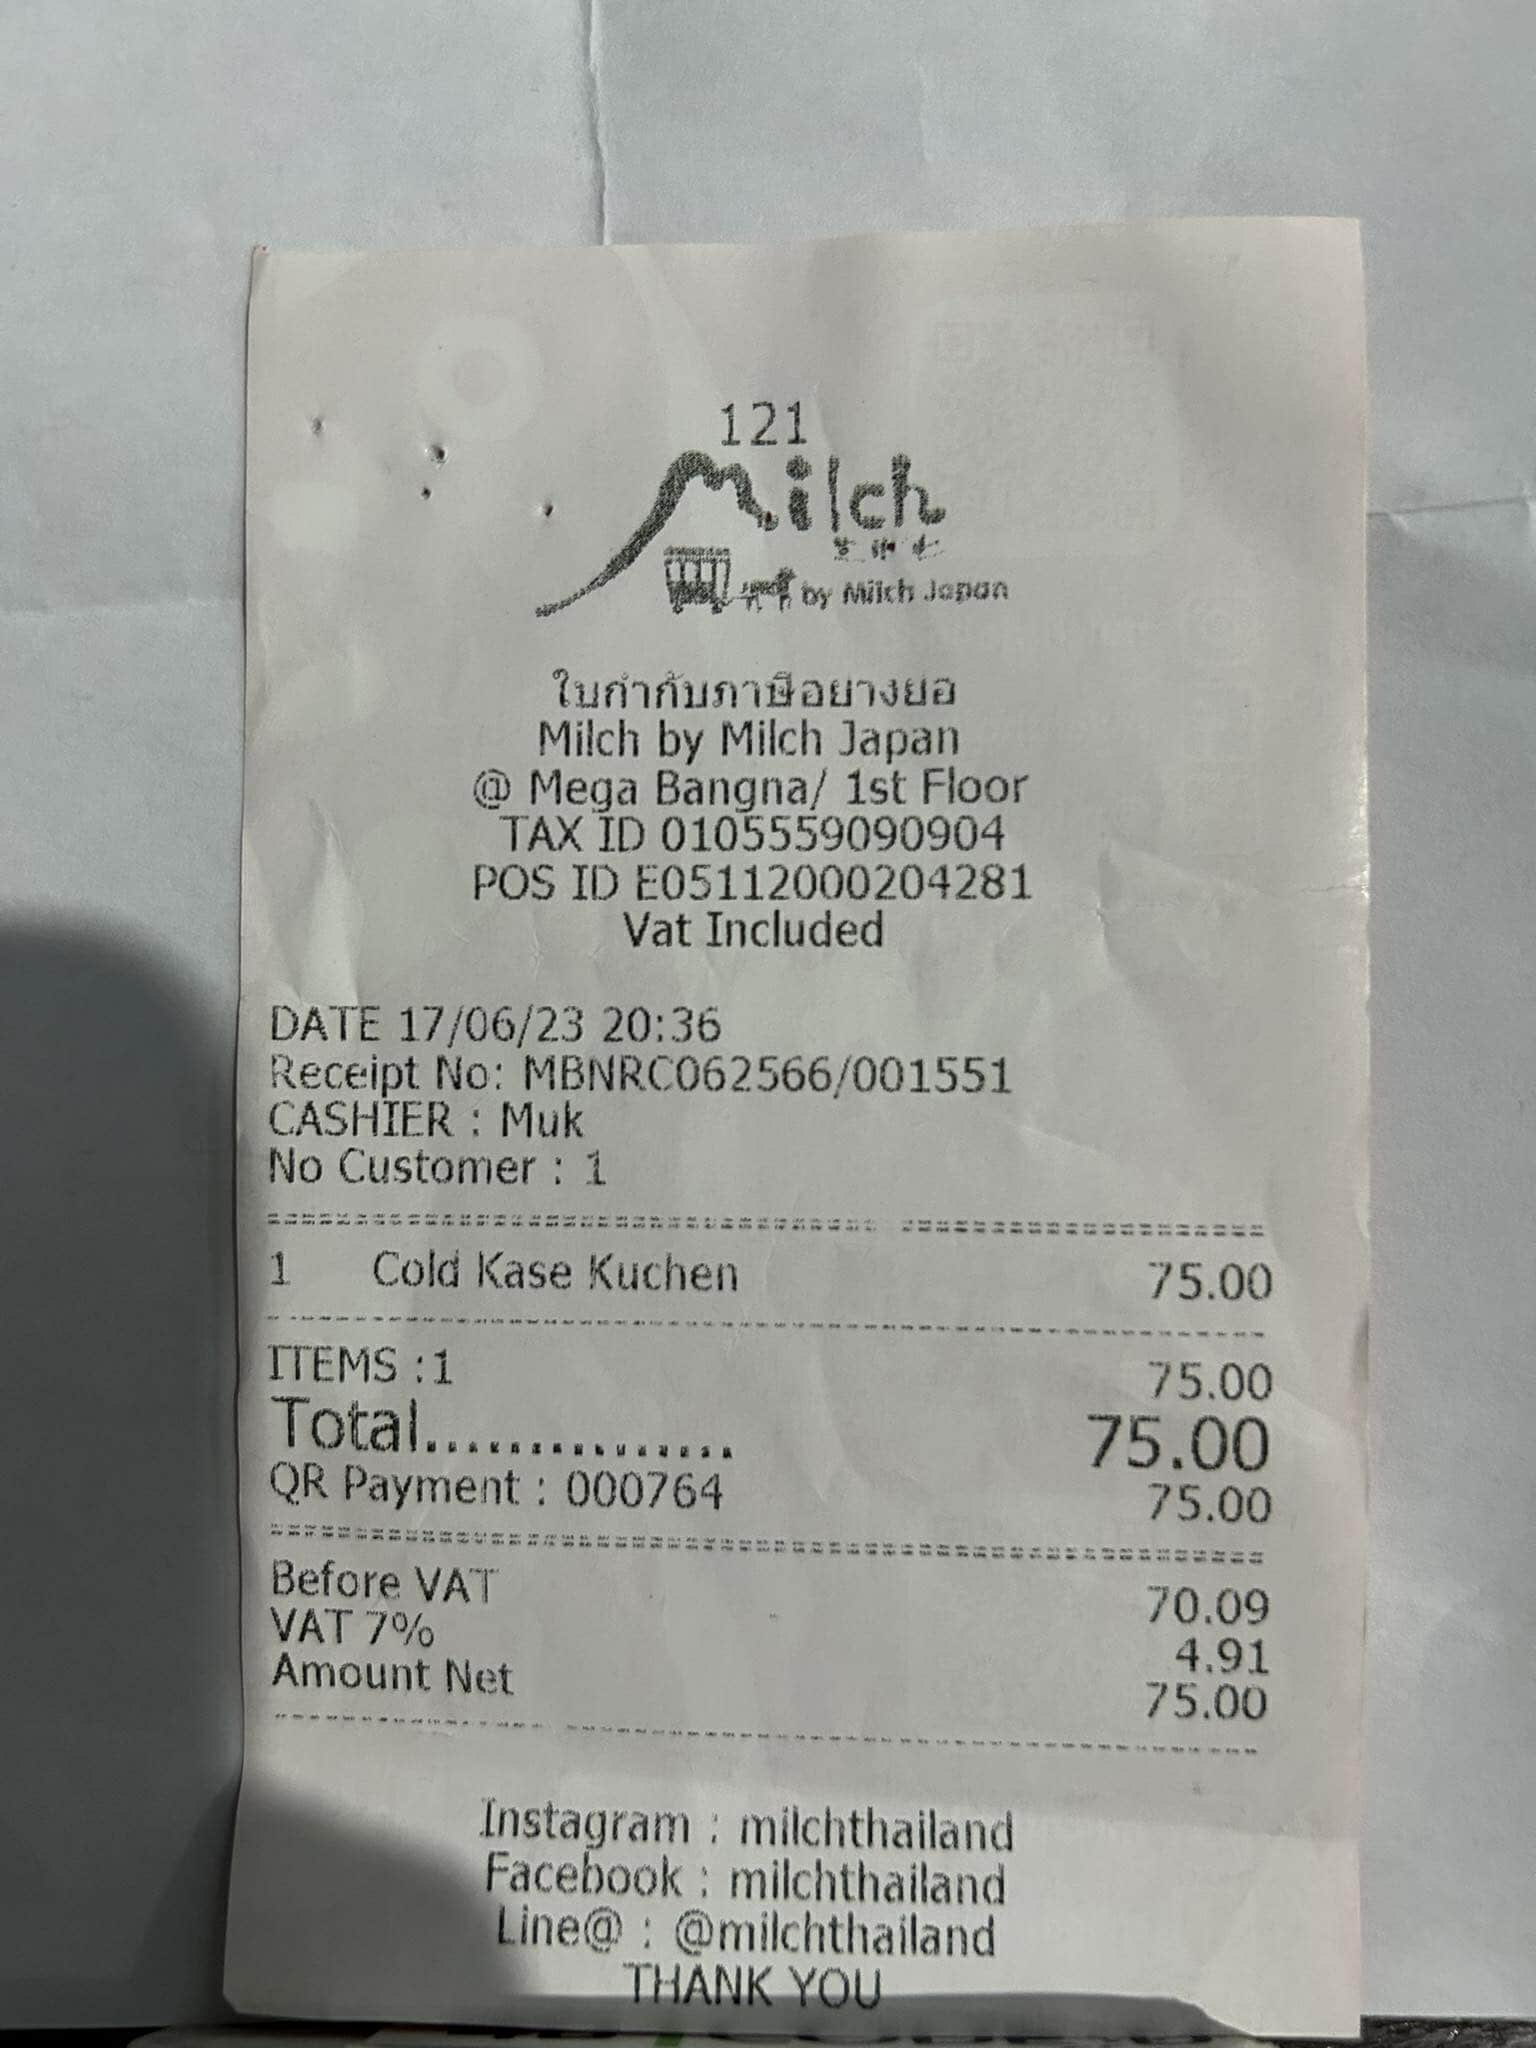 121
Milch
by Milch Japan
ใบกำกับภาษีอย่างย่อ
Milch by Milch Japan
@ Mega Bangna/ 1st Floor
TAX ID 0105559090904
POS ID E05112000204281
Vat Included
DATE 17/06/23 20:36
Receipt No: MBNRC062566/001551
CASHIER : Muk
No Customer : 1
1 Cold Kase Kuchen 75.00
ITEMS :1 75.00
Total............... 75.00
QR Payment : 000764 75.00
Before VAT 70.09
VAT 7% 4.91
Amount Net 75.00
Instagram : milchthailand
Facebook : milchthailand
Line@ : @milchthailand
THANK YOU